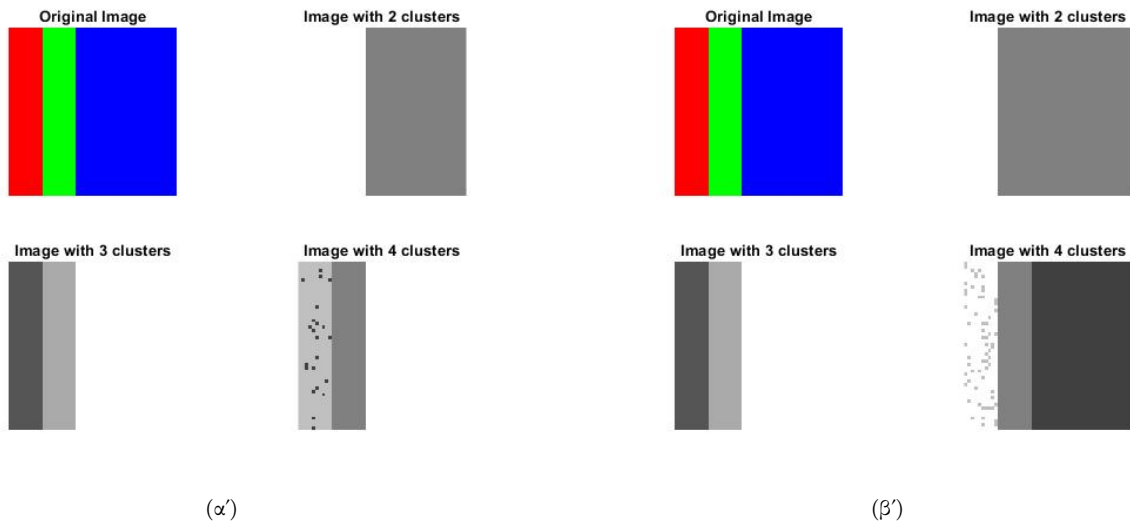 Original Image
Image with 2 clusters
Image with 3 clusters
Image with 4 clusters
(α′)
Original Image
Image with 2 clusters
Image with 3 clusters
Image with 4 clusters
(β′)